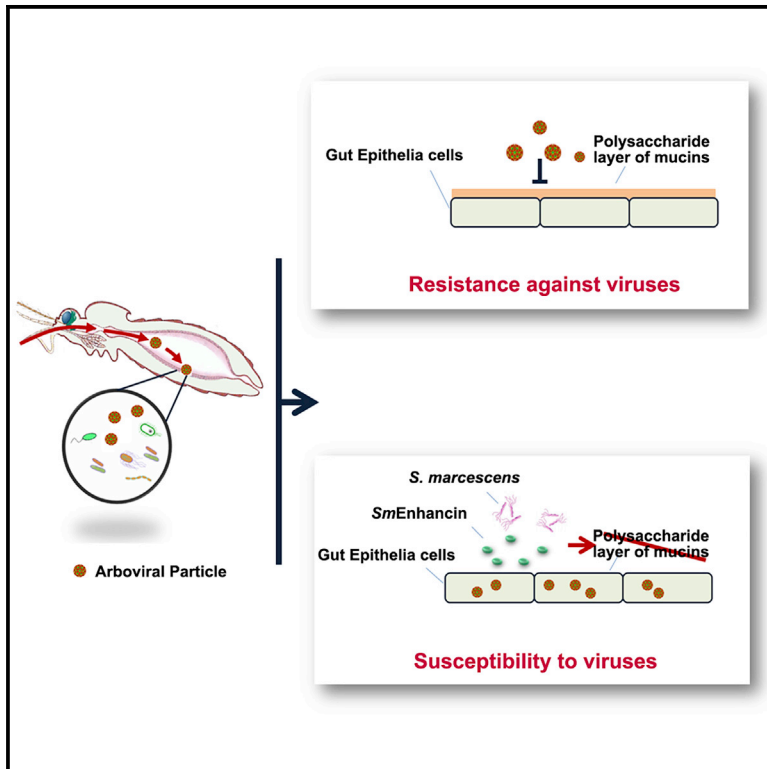 Gut Epithelia cells
Polysaccharide
layer of mucins
Resistance against viruses
Arboviral Particle
S. marcescens
SmEnhancin
Gut Epithelia cells
Polysaccharide
layer of mucins
Susceptibility to viruses